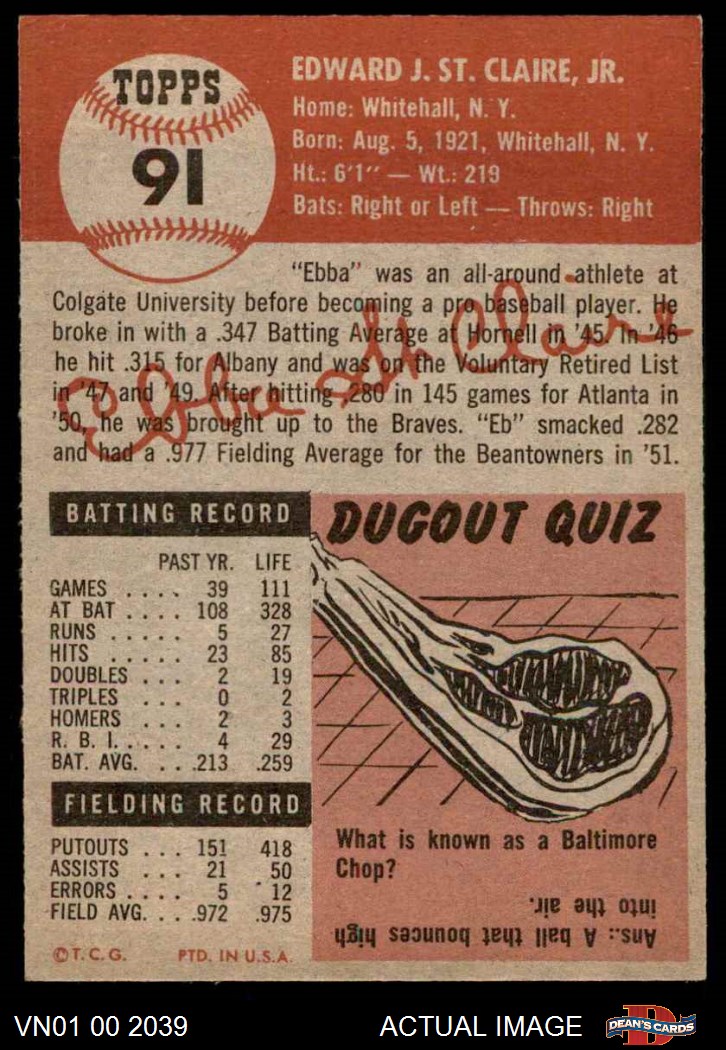 TOPPS
91
EDWARD J. ST. CLAIRE, JR.
Home: Whitehall, N. Y.
Born: Aug. 5, 1921, Whitehall, N. Y.
Ht.: 6'1" — Wt.: 219
Bats: Right or Left — Throws: Right
"Ebba" was an all-around athlete at
Colgate University before becoming a pro baseball player. He
broke in with a .347 Batting Average at Hornell in '45. In '46
he hit .315 for Albany and was on the Voluntary Retired List
in '47 and '49. After hitting .280 in 145 games for Atlanta in
'50, he was brought up to the Braves. "Eb" smacked .282
and had a .977 Fielding Average for the Beantowners in '51.
Ebba St. Claire
BATTING RECORD
PAST YR. LIFE
GAMES .... 39 111
AT BAT .... 108 328
RUNS ..... 5 27
HITS ..... 23 85
DOUBLES ... 2 19
TRIPLES ... 0 2
HOMERS ... 2 3
R. B. I. .... 4 29
BAT. AVG. .. .213 .259
FIELDING RECORD
PUTOUTS ... 151 418
ASSISTS ... 21 50
ERRORS .... 5 12
FIELD AVG. .. .972 .975
© T. C. G. PTD. IN U.S.A.
DUGOUT QUIZ
What is known as a Baltimore
Chop?
Ans.: A ball that bounces high
into the air.
VN01 00 2039
ACTUAL IMAGE
D
DEAN'S CARDS